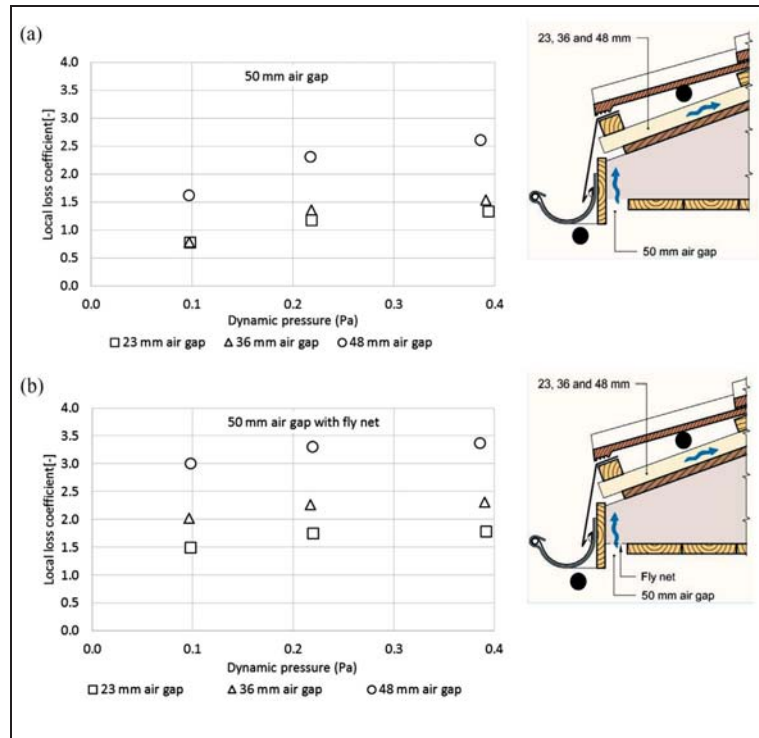 (a)
50 mm air gap
Local loss coefficient[-]
4.0
3.5
3.0
2.5
2.0
1.5
1.0
0.5
0.0
0.0 0.1 0.2 0.3 0.4
Dynamic pressure (Pa)
23 mm air gap 36 mm air gap 48 mm air gap
23, 36 and 48 mm
50 mm air gap
(b)
50 mm air gap with fly net
Local loss coefficient[-]
4.0
3.5
3.0
2.5
2.0
1.5
1.0
0.5
0.0
0.0 0.1 0.2 0.3 0.4
Dynamic pressure (Pa)
23 mm air gap 36 mm air gap 48 mm air gap
23, 36 and 48 mm
Fly net
50 mm air gap